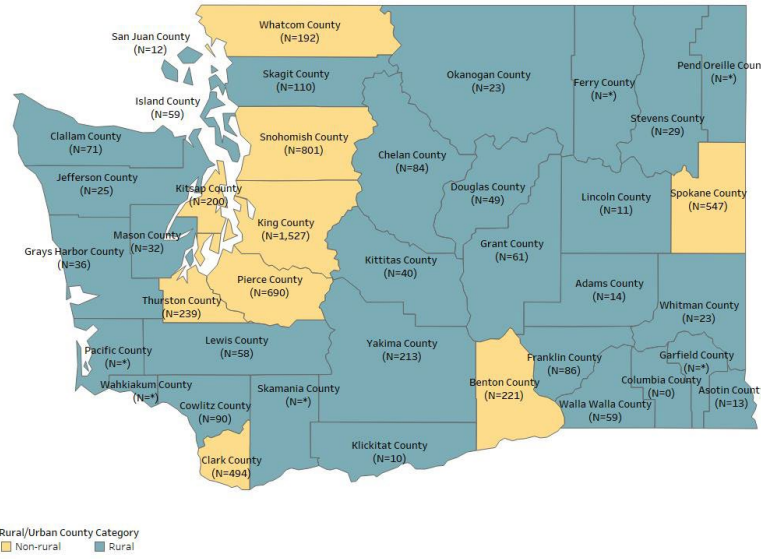 Whatcom County
(N=192)
San Juan County
(N=12)
Skagit County
(N=110)
Okanogan County
(N=23)
Ferry County
(N=*)
Pend Oreille Coun
(N=*)
Island County
(N=59)
Stevens County
(N=29)
Clallam County
(N=71)
Snohomish County
(N=801)
Chelan County
(N=84)
Jefferson County
(N=25)
Kitsap County
(N=200)
Douglas County
(N=49)
Lincoln County
(N=11)
Spokane County
(N=547)
King County
(N=1,527)
Mason County
(N=32)
Grays Harbor County
(N=36)
Grant County
(N=61)
Kittitas County
(N=40)
Pierce County
(N=690)
Adams County
(N=14)
Thurston County
(N=239)
Whitman County
(N=23)
Lewis County
(N=58)
Yakima County
(N=213)
Pacific County
(N=*)
Franklin County
(N=86)
Garfield County
(N=*)
Wahkiakum County
(N=*)
Skamania County
(N=*)
Benton County
(N=221)
Columbia County
(N=0)
Asotin Count
(N=13)
Cowlitz County
(N=90)
Walla Walla County
(N=59)
Klickitat County
(N=10)
Clark County
(N=494)
Rural/Urban County Category
Non-rural Rural